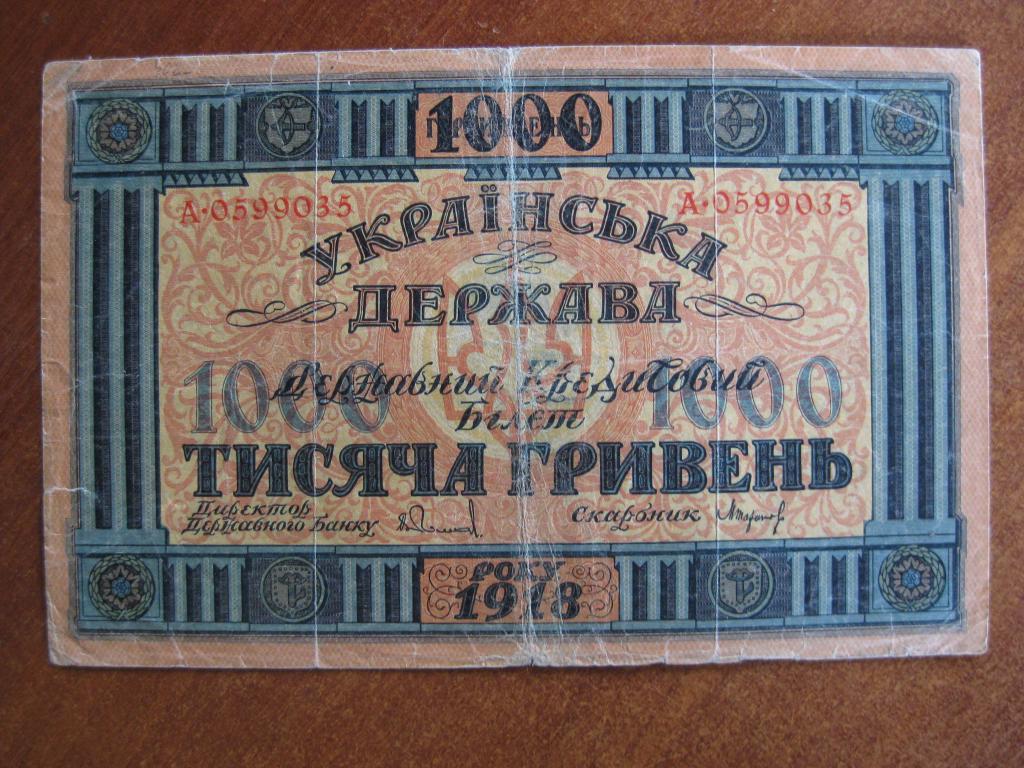 1000
ГРИВЕНЬ
А·0599035 А·0599035
УКРАЇНСЬКА
ДЕРЖАВА
1000 1000
Державний Кредитовий
Білет
ТИСЯЧА ГРИВЕНЬ
Директор
Державного Банку
Скарбник
РОКУ
1918